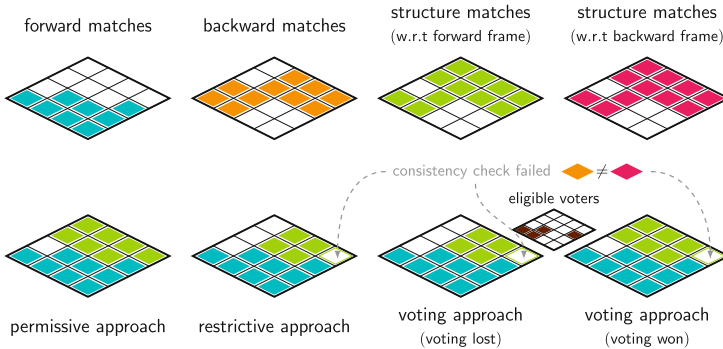 forward matches
backward matches
structure matches
(w.r.t forward frame)
structure matches
(w.r.t backward frame)
consistency check failed
≠
eligible voters
permissive approach
restrictive approach
voting approach
(voting lost)
voting approach
(voting won)